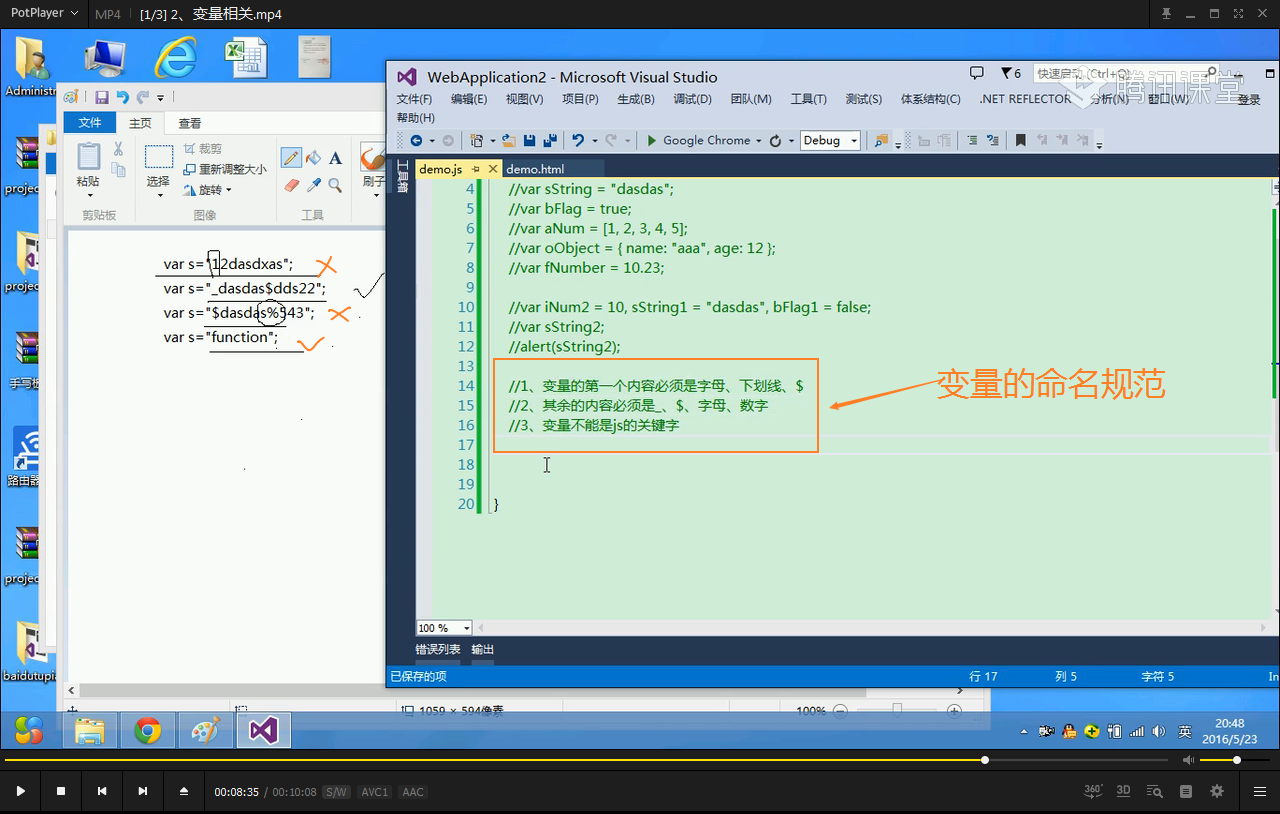 PotPlayer
MP4
[1/3] 2、变量相关.mp4
Administr
project
project
手写板
路由器
project
baidutupia
文件
主页
查看
粘贴
剪贴板
选择
裁剪
重新调整大小
旋转
图像
A
工具
刷子
var s="12dasdxas";
var s="_dasdas$dds22";
var s="$dasdas%543";
var s="function";
1059 × 594像素
100%
WebApplication2 - Microsoft Visual Studio
6
快速启动 (Ctrl+Q)
腾讯课堂
文件(F)
编辑(E)
视图(V)
项目(P)
生成(B)
调试(D)
团队(M)
工具(T)
测试(S)
体系结构(C)
.NET REFLECTOR
分析(N)
窗口(W)
登录
帮助(H)
Google Chrome
Debug
工具箱
demo.js
demo.html
4 //var sString = "dasdas";
5 //var bFlag = true;
6 //var aNum = [1, 2, 3, 4, 5];
7 //var oObject = { name: "aaa", age: 12 };
8 //var fNumber = 10.23;
9
10 //var iNum2 = 10, sString1 = "dasdas", bFlag1 = false;
11 //var sString2;
12 //alert(sString2);
13
14 //1、变量的第一个内容必须是字母、下划线、$
15 //2、其余的内容必须是_、$、字母、数字
16 //3、变量不能是js的关键字
17
18
19
20 }
变量的命名规范
100 %
错误列表
输出
已保存的项
行 17
列 5
字符 5
In
英
20:48
2016/5/23
00:08:35 / 00:10:08
S/W
AVC1
AAC
360°
3D